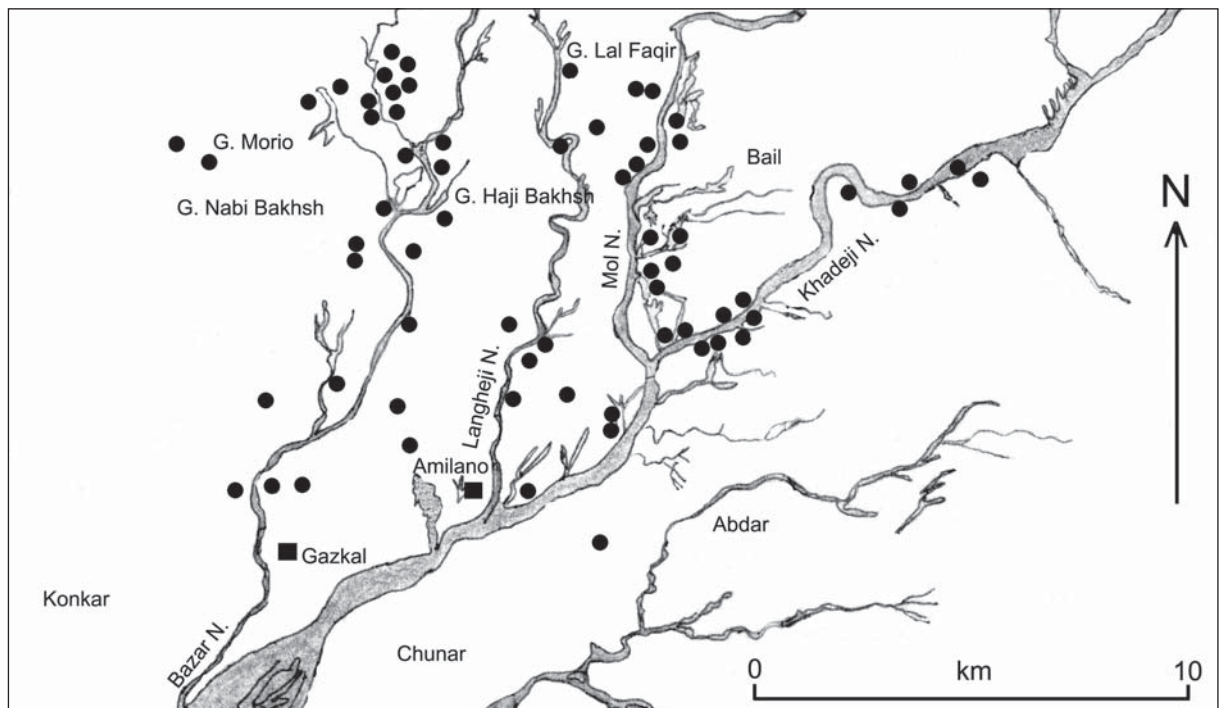 G. Lal Faqir
G. Morio
Bail
N
G. Nabi Bakhsh
G. Haji Bakhsh
Mol N.
Khadeji N.
Langheji N.
Amilano
Abdar
Gazkal
Konkar
Bazar N.
Chunar
0 km 10